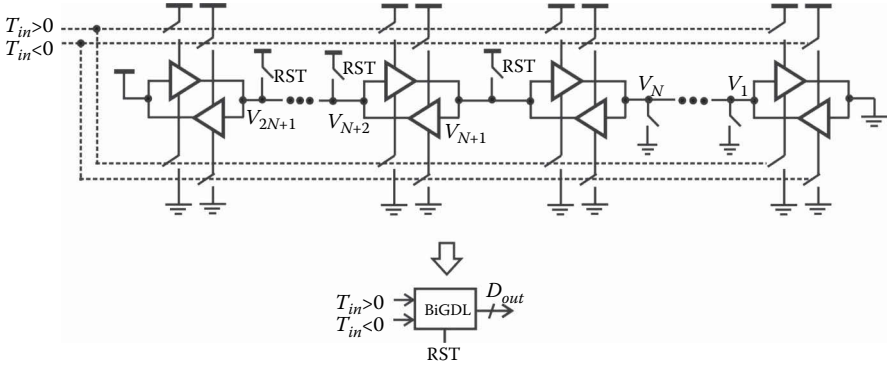 T_in>0
T_in<0
RST
RST
RST
V_2N+1
V_N+2
V_N+1
V_N
V_1
T_in>0
T_in<0
BiGDL
D_out
RST